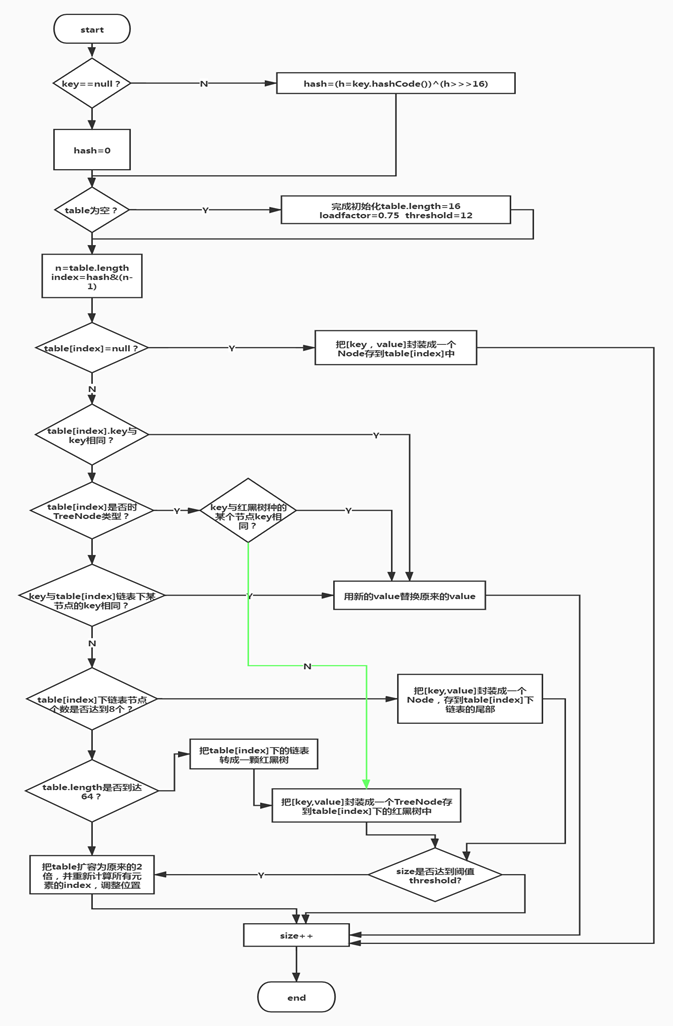 start
key==null？
N
hash=(h=key.hashCode())^(h>>>16)
hash=0
table为空？
Y
完成初始化table.length=16
loadfactor=0.75 threshold=12
n=table.length
index=hash&(n-
1)
table[index]=null？
Y
把[key，value]封装成一个
Node存到table[index]中
N
table[index].key与
key相同？
Y
table[index]是否时
TreeNode类型？
Y
key与红黑树种的
某个节点key相
同？
Y
key与table[index]链表下某
节点的key相同？
Y
用新的value替换原来的value
N
N
table[index]下链表节点
个数是否达到8个？
把[key,value]封装成一个
Node，存到table[index]下
链表的尾部
把table[index]下的链表
转成一颗红黑树
table.length是否到达
64？
把[key,value]封装成一个TreeNode存
到table[index]下的红黑树中
把table扩容为原来的2
倍，并重新计算所有元
素的index，调整位置
Y
size是否达到阈值
threshold?
size++
end